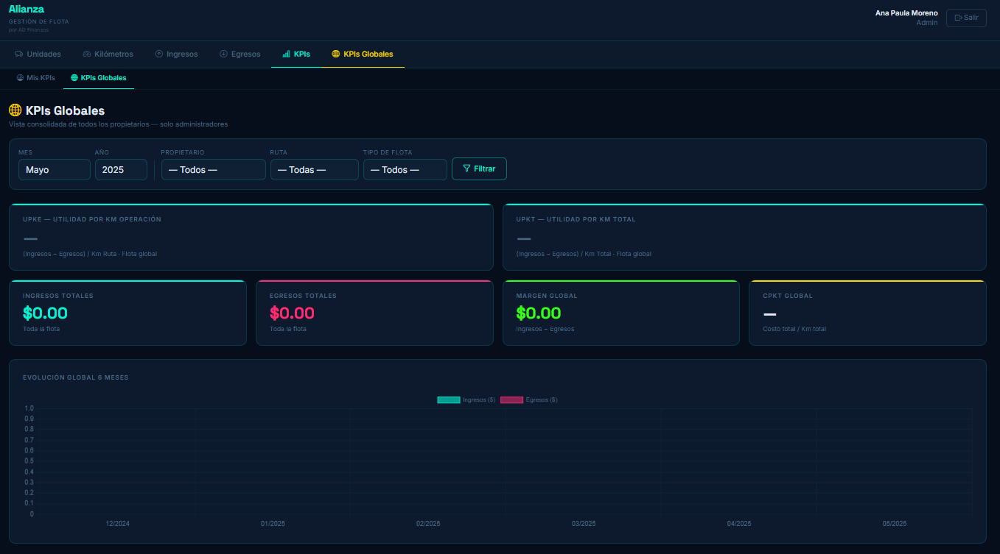 Alianza
GESTIÓN DE FLOTA
por AG Finanzas
Ana Paula Moreno
Admin
Salir
Unidades
Kilómetros
Ingresos
Egresos
KPIs
KPIs Globales
Mis KPIs
KPIs Globales
KPIs Globales
Vista consolidada de todos los propietarios — solo administradores
MES
AÑO
PROPIETARIO
RUTA
TIPO DE FLOTA
Mayo
2025
— Todos —
— Todas —
— Todos —
Filtrar
UPKE — UTILIDAD POR KM OPERACIÓN
—
(Ingresos − Egresos) / Km Ruta · Flota global
UPKT — UTILIDAD POR KM TOTAL
—
(Ingresos − Egresos) / Km Total · Flota global
INGRESOS TOTALES
$0.00
Toda la flota
EGRESOS TOTALES
$0.00
Toda la flota
MARGEN GLOBAL
$0.00
Ingresos − Egresos
CPKT GLOBAL
—
Costo total / Km total
EVOLUCIÓN GLOBAL 6 MESES
Ingresos ($)
Egresos ($)
1.0
0.9
0.8
0.7
0.6
0.5
0.4
0.3
0.2
0.1
0
12/2024
01/2025
02/2025
03/2025
04/2025
05/2025